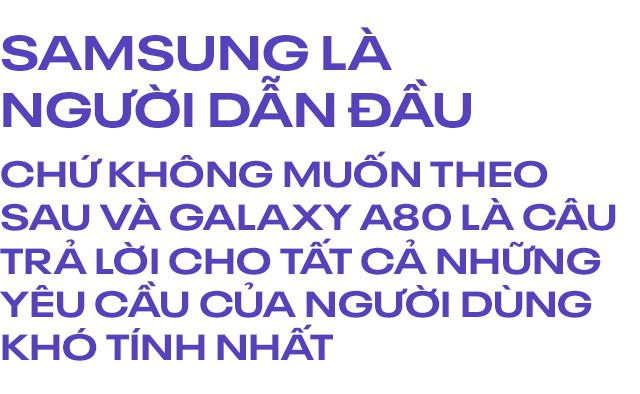 SAMSUNG LÀ
NGƯỜI DẪN ĐẦU
CHỨ KHÔNG MUỐN THEO
SAU VÀ GALAXY A80 LÀ CÂU
TRẢ LỜI CHO TẤT CẢ NHỮNG
YÊU CẦU CỦA NGƯỜI DÙNG
KHÓ TÍNH NHẤT